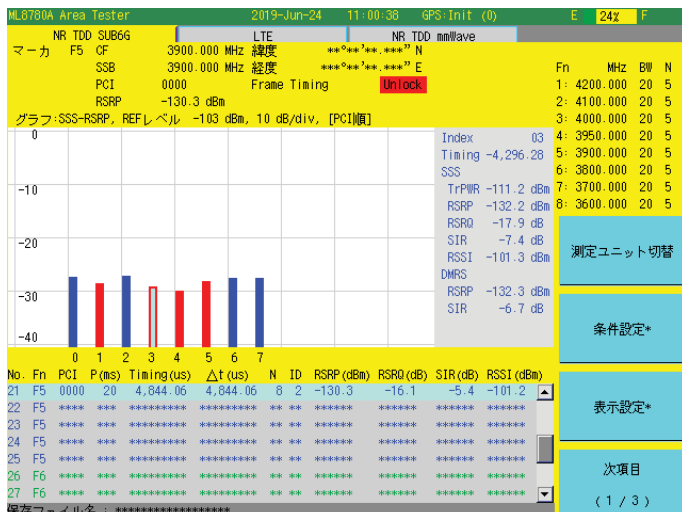 ML8780A Area Tester 2019-Jun-24 11:00:38 GPS:Init (0) E 24% F
NR TDD SUB6G LTE NR TDD mmWave
マーカ F5 CF 3900.000 MHz 緯度 **°**'**.***" N
SSB 3900.000 MHz 経度 ***°**'**.***" E
PCI 0000 Frame Timing Unlock
RSRP -130.3 dBm
グラフ:SSS-RSRP, REFレベル -103 dBm, 10 dB/div, [PCI順]
Fn MHz BW N
1: 4200.000 20 5
2: 4100.000 20 5
3: 4000.000 20 5
4: 3950.000 20 5
5: 3900.000 20 5
6: 3800.000 20 5
7: 3700.000 20 5
8: 3600.000 20 5
0
-10
-20
-30
-40
0 1 2 3 4 5 6 7
Index 03
Timing -4,296.28
SSS
TrPWR -111.2 dBm
RSRP -132.2 dBm
RSRQ -17.9 dB
SIR -7.4 dB
RSSI -101.3 dBm
DMRS
RSRP -132.3 dBm
SIR -6.7 dB
測定ユニット切替
条件設定*
表示設定*
次項目
(1/3)
No. Fn PCI P(ms) Timing(us) △t(us) N ID RSRP(dBm) RSRQ(dB) SIR(dB) RSSI(dBm)
21 F5 0000 20 4,844.06 4,844.06 8 2 -130.3 -16.1 -5.4 -101.2
22 F5 **** *** ******** ******** ** ** ****** ****** ****** ******
23 F5 **** *** ******** ******** ** ** ****** ****** ****** ******
24 F5 **** *** ******** ******** ** ** ****** ****** ****** ******
25 F5 **** *** ******** ******** ** ** ****** ****** ****** ******
26 F6 **** *** ******** ******** ** ** ****** ****** ****** ******
27 F6 **** *** ******** ******** ** ** ****** ****** ****** ******
保存ファイル名 : ******************